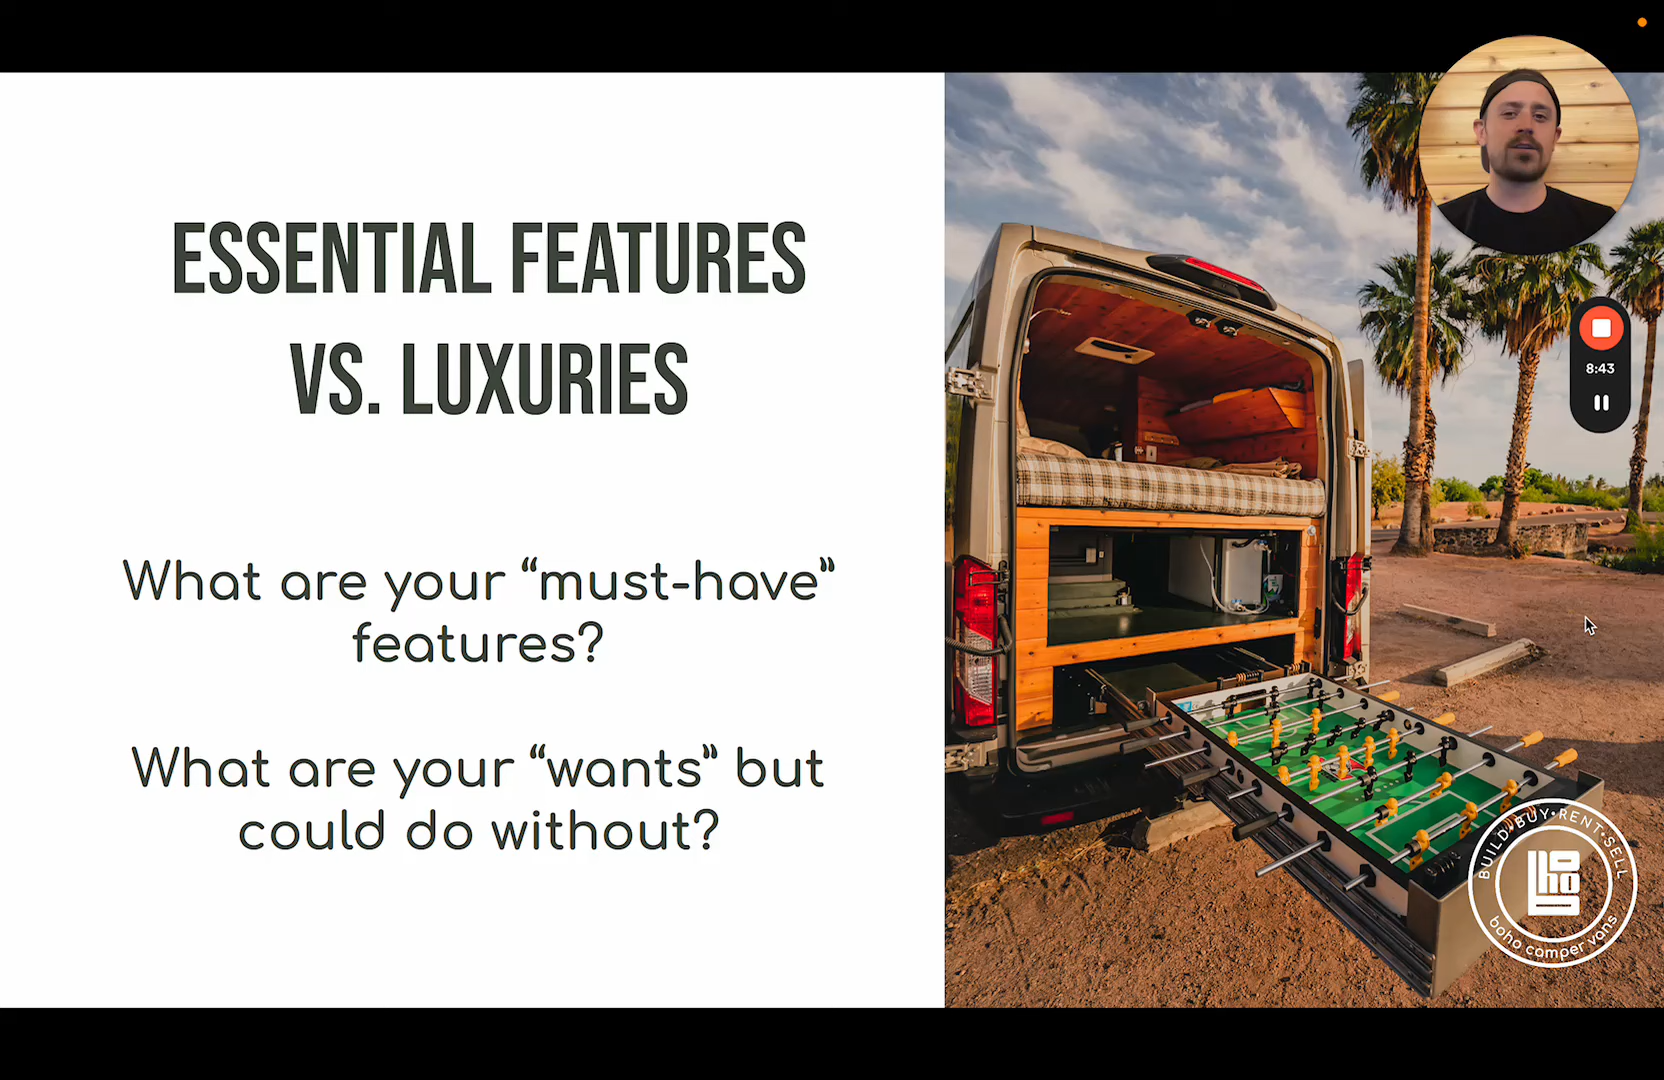 ESSENTIAL FEATURES
VS. LUXURIES
What are your “must-have”
features?
What are your “wants” but
could do without?
8:43
BUILD•BUY•RENT•SELL
boho
boho camper vans